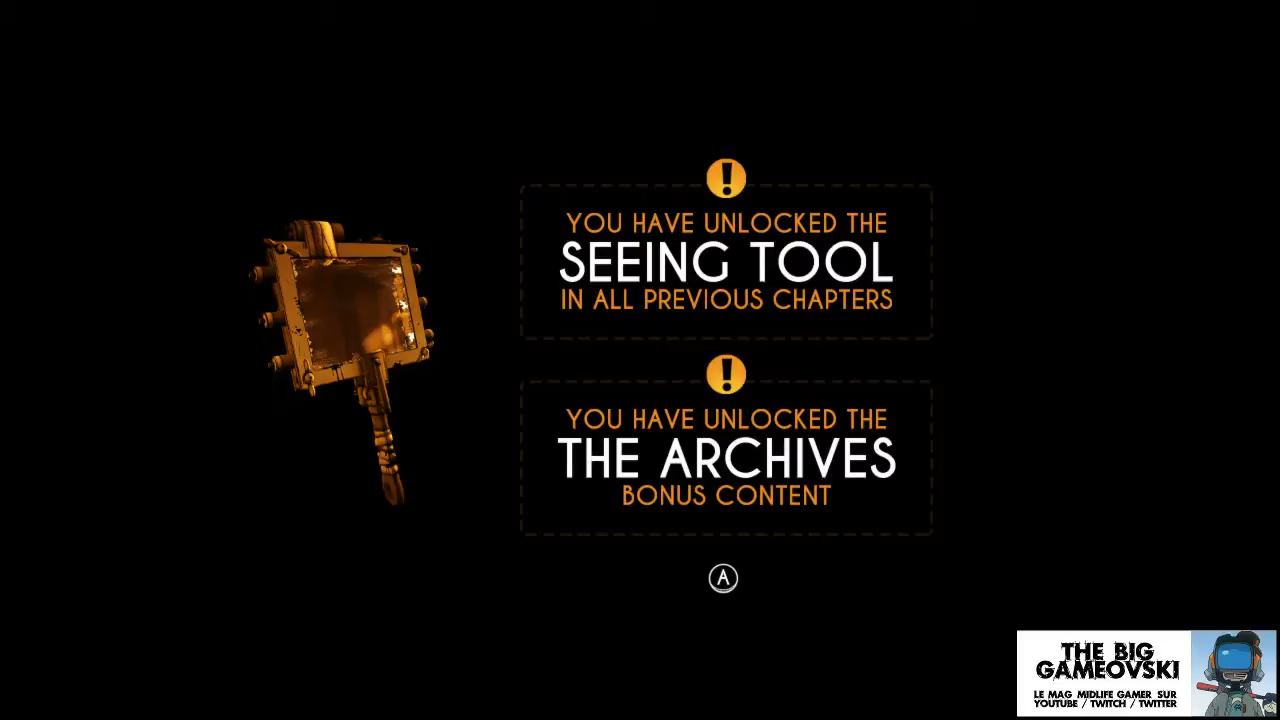 !
YOU HAVE UNLOCKED THE
SEEING TOOL
IN ALL PREVIOUS CHAPTERS
!
YOU HAVE UNLOCKED THE
THE ARCHIVES
BONUS CONTENT
A
THE BIG
GAMEOVSKI
LE MAG MIDLIFE GAMER SUR
YOUTUBE / TWITCH / TWITTER